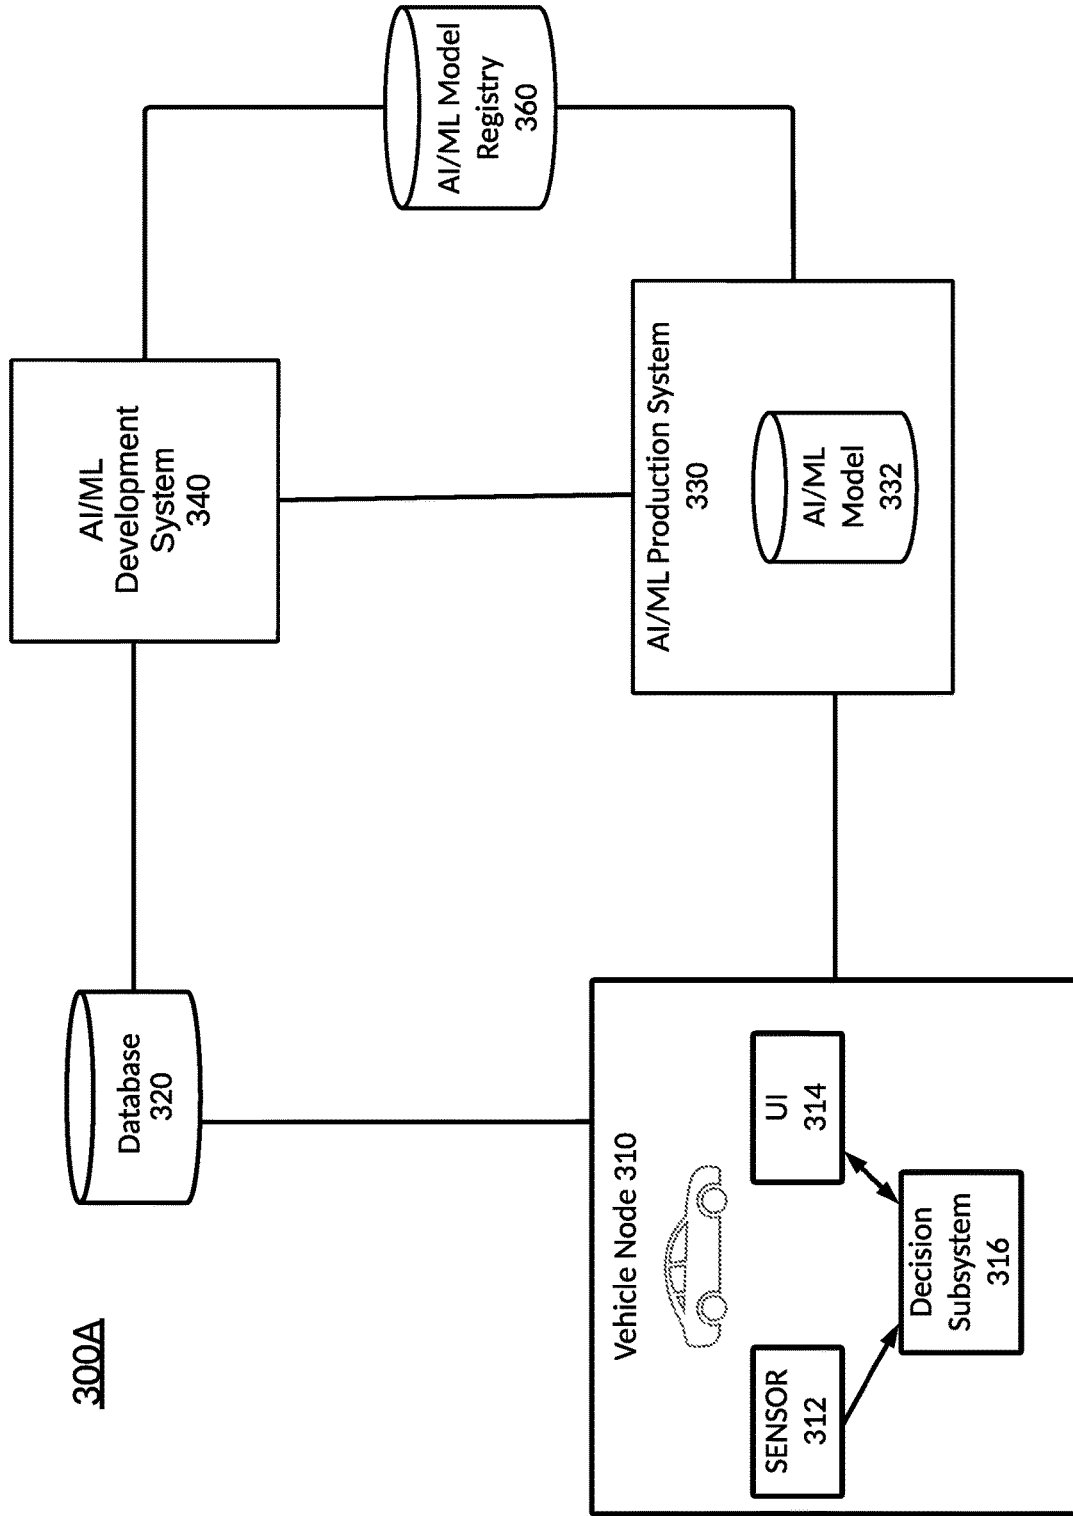 300A
Database
320
AI/ML
Development
System
340
AI/ML Model
Registry
360
Vehicle Node 310
SENSOR
312
UI
314
Decision
Subsystem
316
AI/ML Production System
330
AI/ML
Model
332